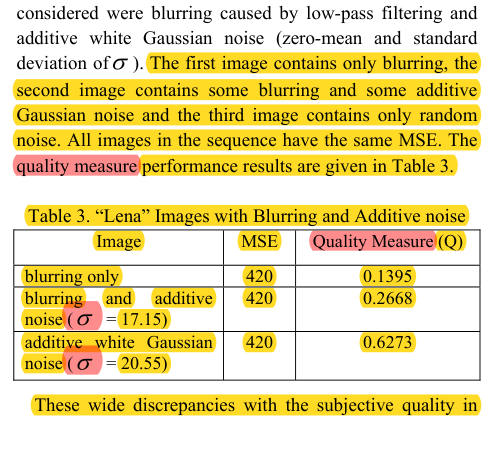 considered were blurring caused by low-pass filtering and
additive white Gaussian noise (zero-mean and standard
deviation of σ ). The first image contains only blurring, the
second image contains some blurring and some additive
Gaussian noise and the third image contains only random
noise. All images in the sequence have the same MSE. The
quality measure performance results are given in Table 3.
Table 3. “Lena” Images with Blurring and Additive noise
Image MSE Quality Measure (Q)
blurring only 420 0.1395
blurring and additive 420 0.2668
noise ( σ = 17.15)
additive white Gaussian 420 0.6273
noise ( σ = 20.55)
These wide discrepancies with the subjective quality in